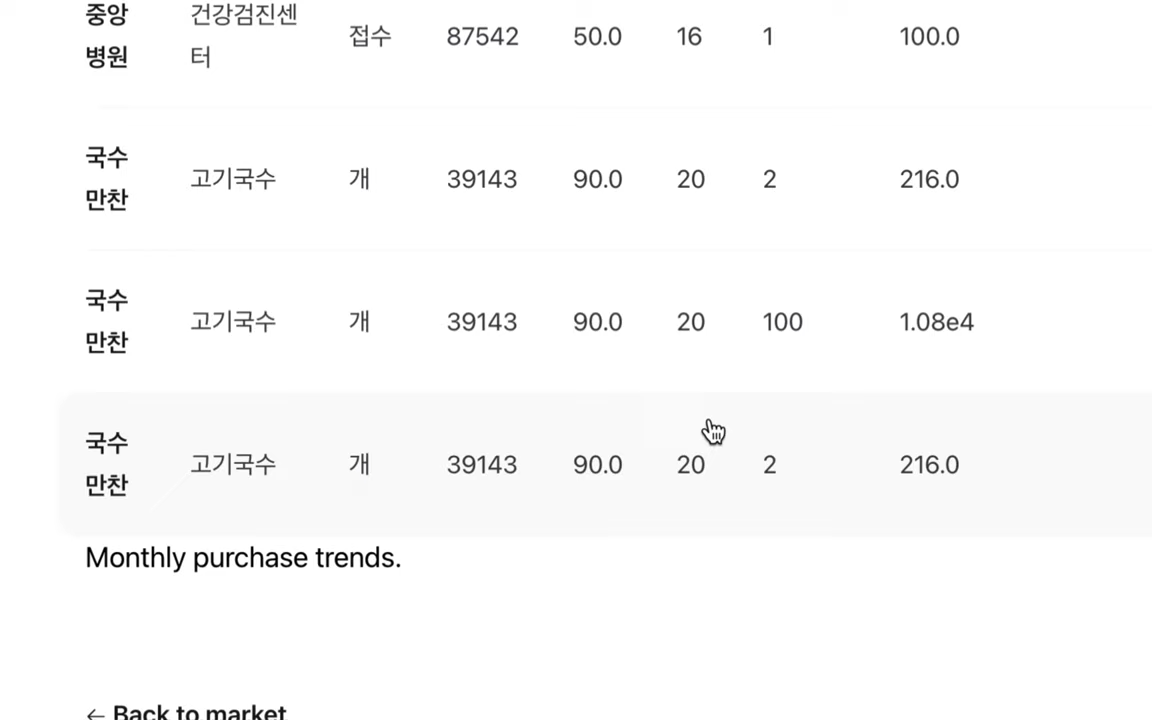 중앙 병원 건강검진센터 접수 87542 50.0 16 1 100.0
국수 만찬 고기국수 개 39143 90.0 20 2 216.0
국수 만찬 고기국수 개 39143 90.0 20 100 1.08e4
국수 만찬 고기국수 개 39143 90.0 20 2 216.0
Monthly purchase trends.
← Back to market